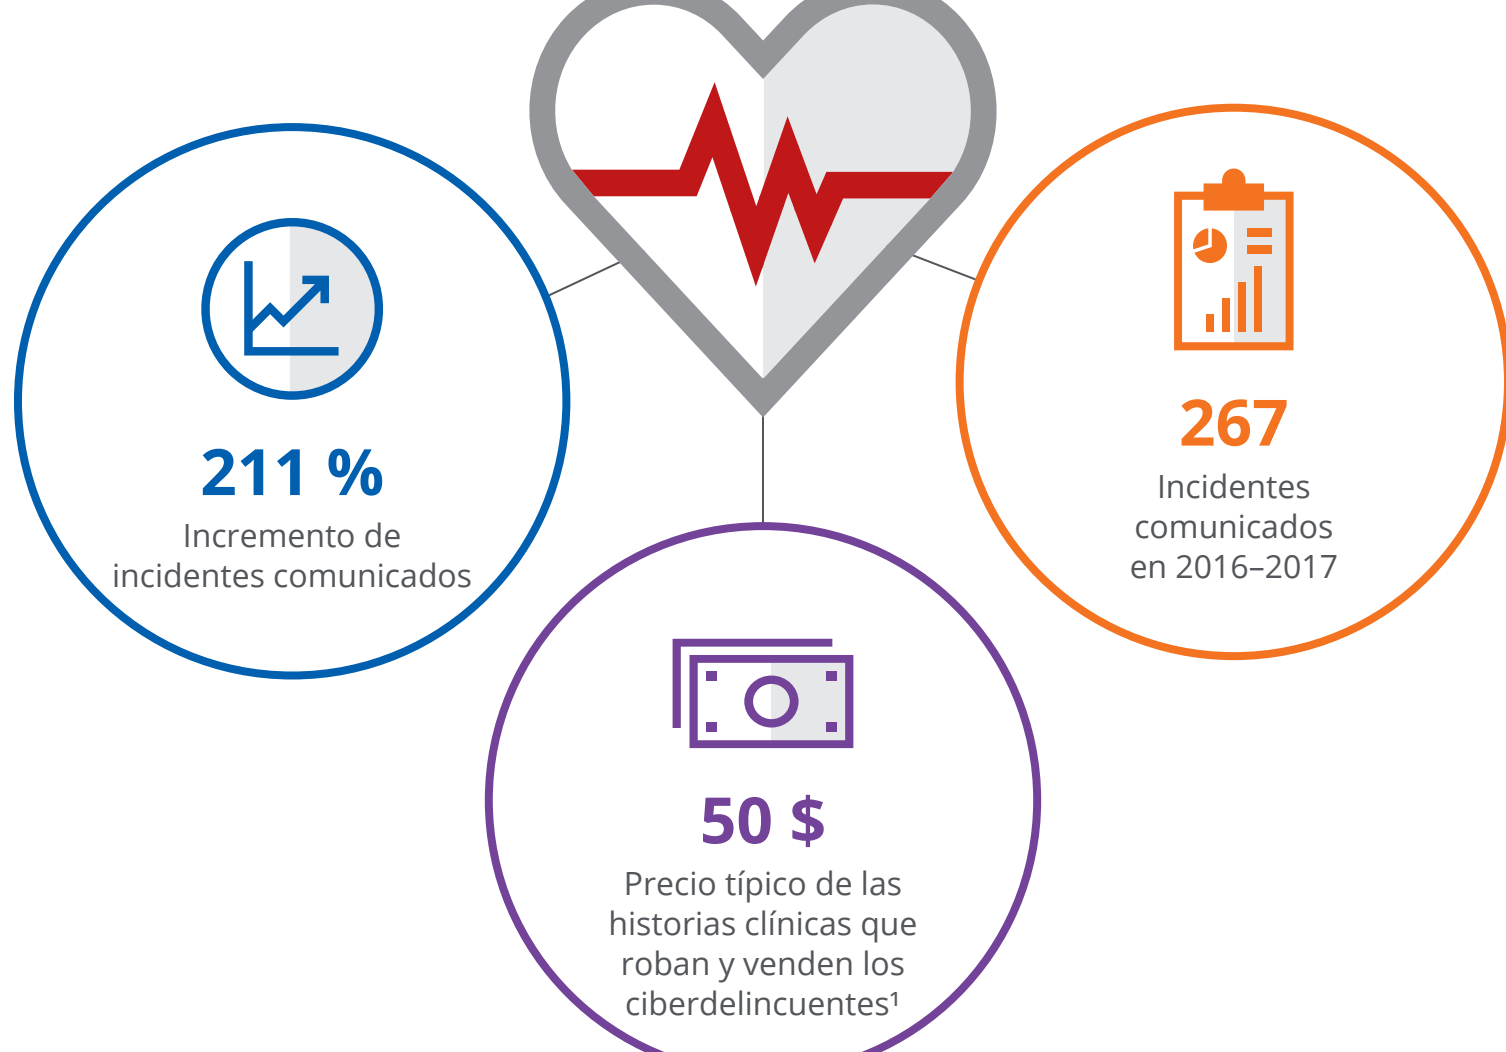 211 %
Incremento de
incidentes comunicados
267
Incidentes
comunicados
en 2016–2017
50 $
Precio típico de las
historias clínicas que
roban y venden los
ciberdelincuentes¹